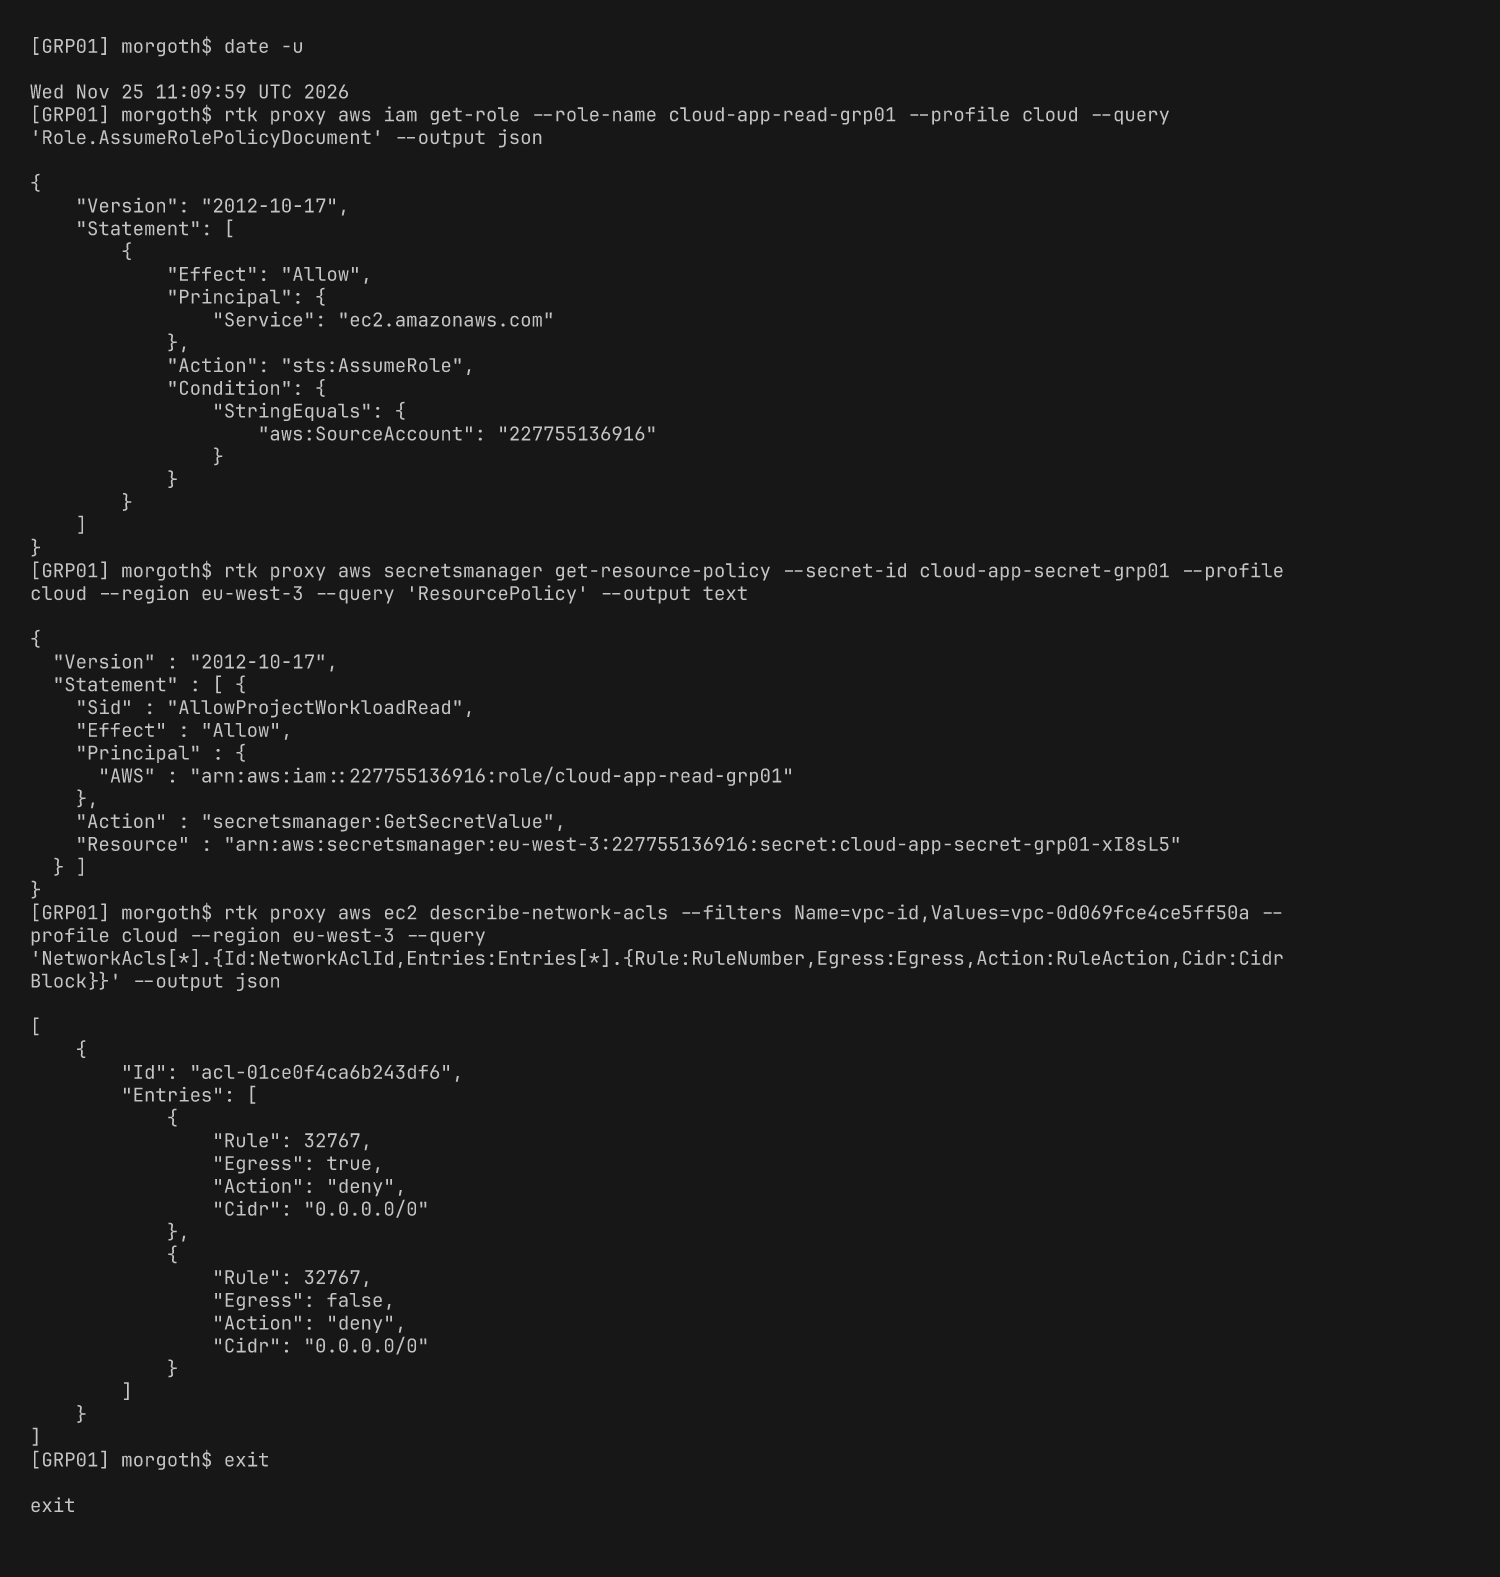 [GRP01] morgoth$ date -u
Wed Nov 25 11:09:59 UTC 2026
[GRP01] morgoth$ rtk proxy aws iam get-role --role-name cloud-app-read-grp01 --profile cloud --query
'Role.AssumeRolePolicyDocument' --output json
{
    "Version": "2012-10-17",
    "Statement": [
        {
            "Effect": "Allow",
            "Principal": {
                "Service": "ec2.amazonaws.com"
            },
            "Action": "sts:AssumeRole",
            "Condition": {
                "StringEquals": {
                    "aws:SourceAccount": "227755136916"
                }
            }
        }
    ]
}
[GRP01] morgoth$ rtk proxy aws secretsmanager get-resource-policy --secret-id cloud-app-secret-grp01 --profile
cloud --region eu-west-3 --query 'ResourcePolicy' --output text
{
  "Version" : "2012-10-17",
  "Statement" : [ {
    "Sid" : "AllowProjectWorkloadRead",
    "Effect" : "Allow",
    "Principal" : {
      "AWS" : "arn:aws:iam::227755136916:role/cloud-app-read-grp01"
    },
    "Action" : "secretsmanager:GetSecretValue",
    "Resource" : "arn:aws:secretsmanager:eu-west-3:227755136916:secret:cloud-app-secret-grp01-xI8sL5"
  } ]
}
[GRP01] morgoth$ rtk proxy aws ec2 describe-network-acls --filters Name=vpc-id,Values=vpc-0d069fce4ce5ff50a --
profile cloud --region eu-west-3 --query
'NetworkAcls[*].{Id:NetworkAclId,Entries:Entries[*].{Rule:RuleNumber,Egress:Egress,Action:RuleAction,Cidr:Cidr
Block}}' --output json
[
    {
        "Id": "acl-01ce0f4ca6b243df6",
        "Entries": [
            {
                "Rule": 32767,
                "Egress": true,
                "Action": "deny",
                "Cidr": "0.0.0.0/0"
            },
            {
                "Rule": 32767,
                "Egress": false,
                "Action": "deny",
                "Cidr": "0.0.0.0/0"
            }
        ]
    }
]
[GRP01] morgoth$ exit
exit